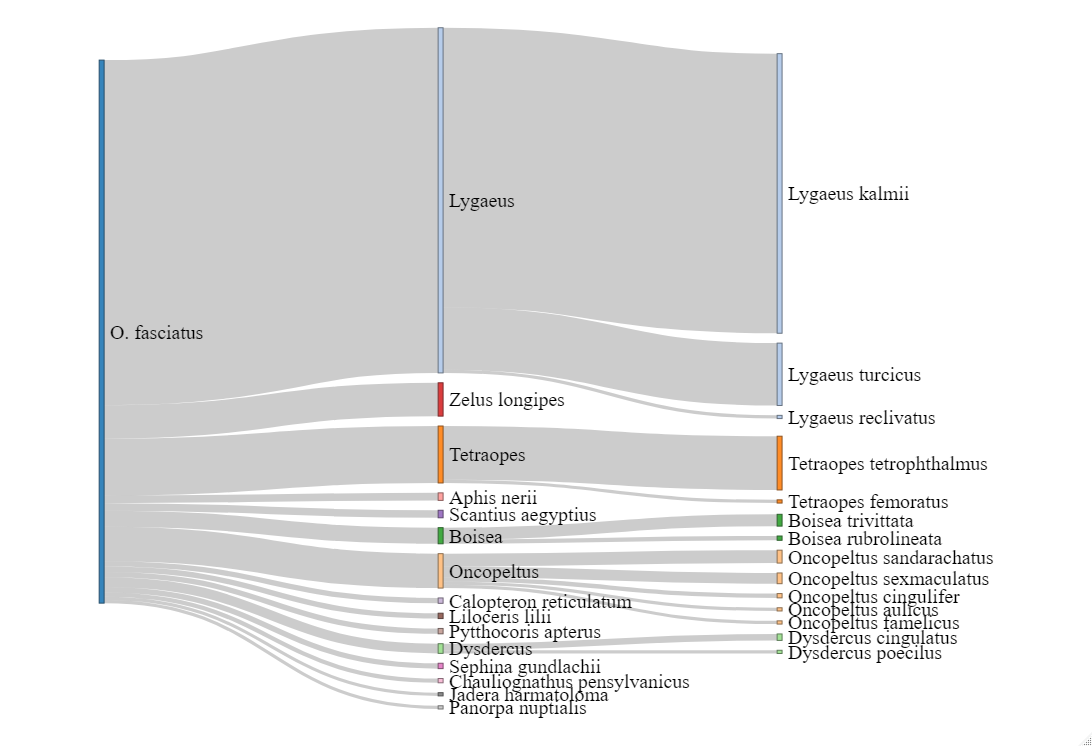 O. fasciatus
Lygaeus
Zelus longipes
Tetraopes
Aphis nerii
Scantius aegyptius
Boisea
Oncopeltus
Calopteron reticulatum
Liloceris lilii
Pytthocoris apterus
Dysdercus
Sephina gundlachii
Chauliognathus pensylvanicus
Jadera harmatoloma
Panorpa nuptialis
Lygaeus kalmii
Lygaeus turcicus
Lygaeus reclivatus
Tetraopes tetrophthalmus
Tetraopes femoratus
Boisea trivittata
Boisea rubrolineata
Oncopeltus sandarachatus
Oncopeltus sexmaculatus
Oncopeltus cingulifer
Oncopeltus aulicus
Oncopeltus famelicus
Dysdercus cingulatus
Dysdercus poecilus